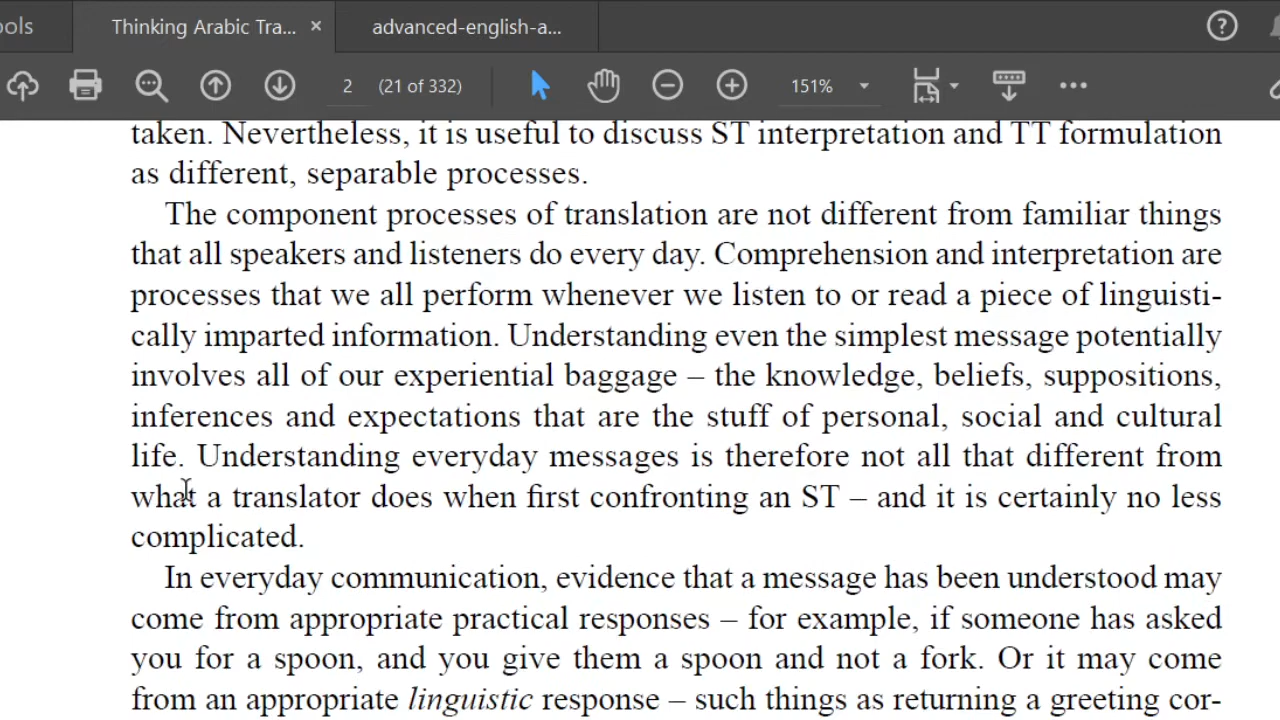 ools
Thinking Arabic Tra... × advanced-english-a...
2 (21 of 332) 151%
taken. Nevertheless, it is useful to discuss ST interpretation and TT formulation
as different, separable processes.
The component processes of translation are not different from familiar things
that all speakers and listeners do every day. Comprehension and interpretation are
processes that we all perform whenever we listen to or read a piece of linguisti-
cally imparted information. Understanding even the simplest message potentially
involves all of our experiential baggage – the knowledge, beliefs, suppositions,
inferences and expectations that are the stuff of personal, social and cultural
life. Understanding everyday messages is therefore not all that different from
what a translator does when first confronting an ST – and it is certainly no less
complicated.
In everyday communication, evidence that a message has been understood may
come from appropriate practical responses – for example, if someone has asked
you for a spoon, and you give them a spoon and not a fork. Or it may come
from an appropriate linguistic response – such things as returning a greeting cor-